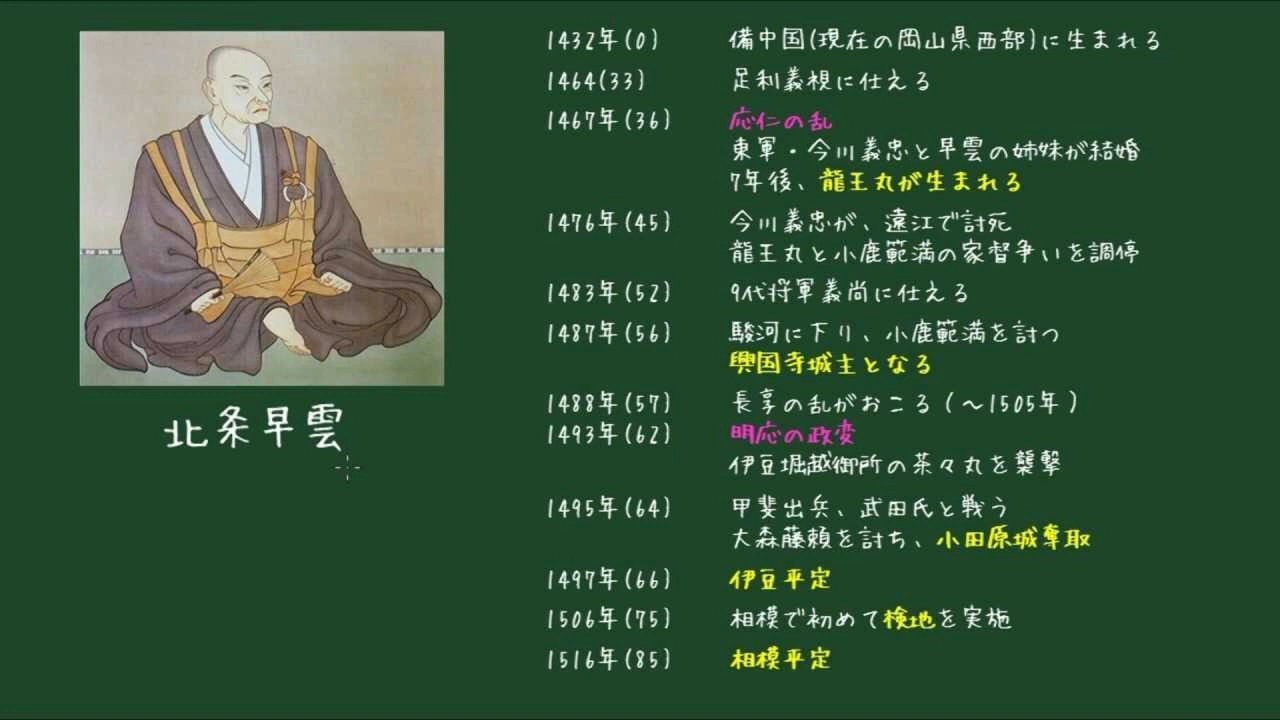 1432年(0) 備中国(現在の岡山県西部)に生まれる
1464(33) 足利義視に仕える
1467年(36) 応仁の乱
東軍・今川義忠と早雲の姉妹が結婚
7年後、龍王丸が生まれる
1476年(45) 今川義忠が、遠江で討死
龍王丸と小鹿範満の家督争いを調停
1483年(52) 9代将軍義尚に仕える
1487年(56) 駿河に下り、小鹿範満を討つ
興国寺城主となる
1488年(57) 長享の乱がおこる(〜1505年)
1493年(62) 明応の政変
伊豆堀越御所の茶々丸を襲撃
1495年(64) 甲斐出兵、武田氏と戦う
大森藤頼を討ち、小田原城奪取
1497年(66) 伊豆平定
1506年(75) 相模で初めて検地を実施
1516年(85) 相模平定
北条早雲